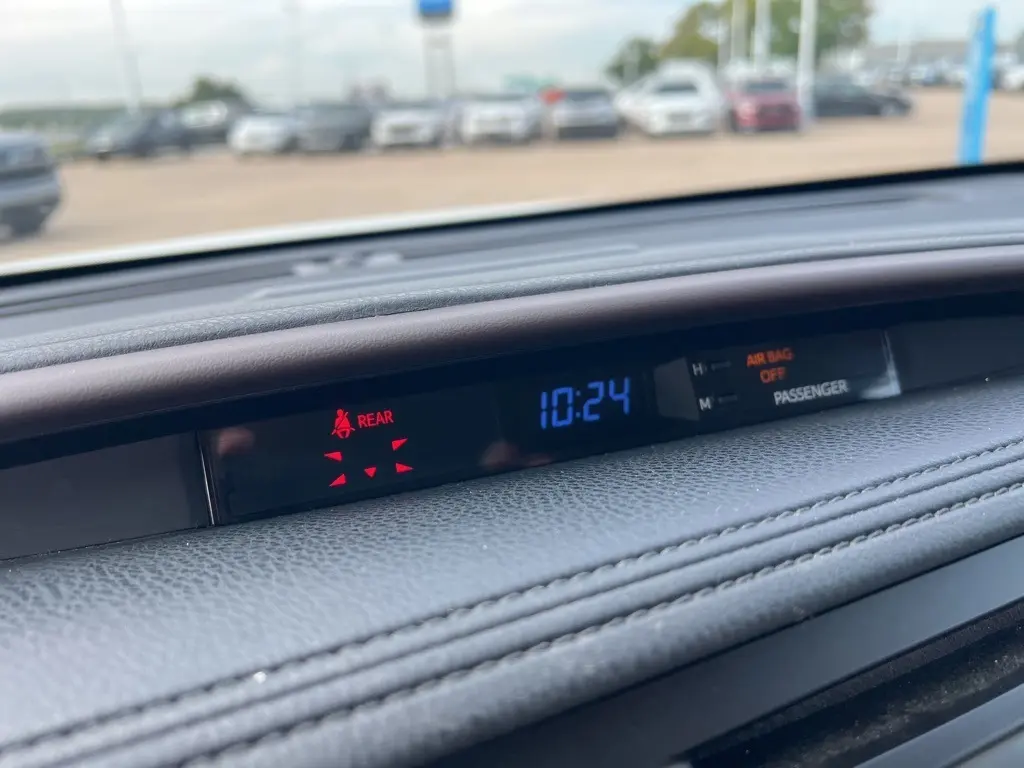 REAR
10:24
H
M
AIR BAG
OFF
PASSENGER